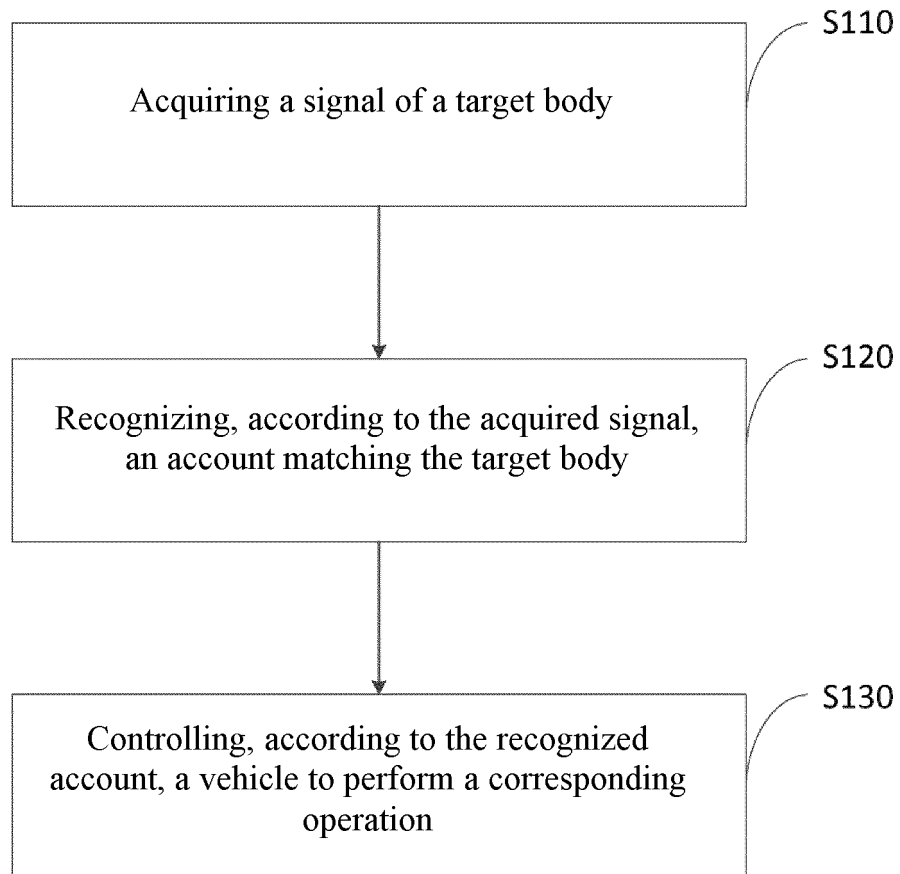 S110
Acquiring a signal of a target body
S120
Recognizing, according to the acquired signal,
an account matching the target body
S130
Controlling, according to the recognized
account, a vehicle to perform a corresponding
operation